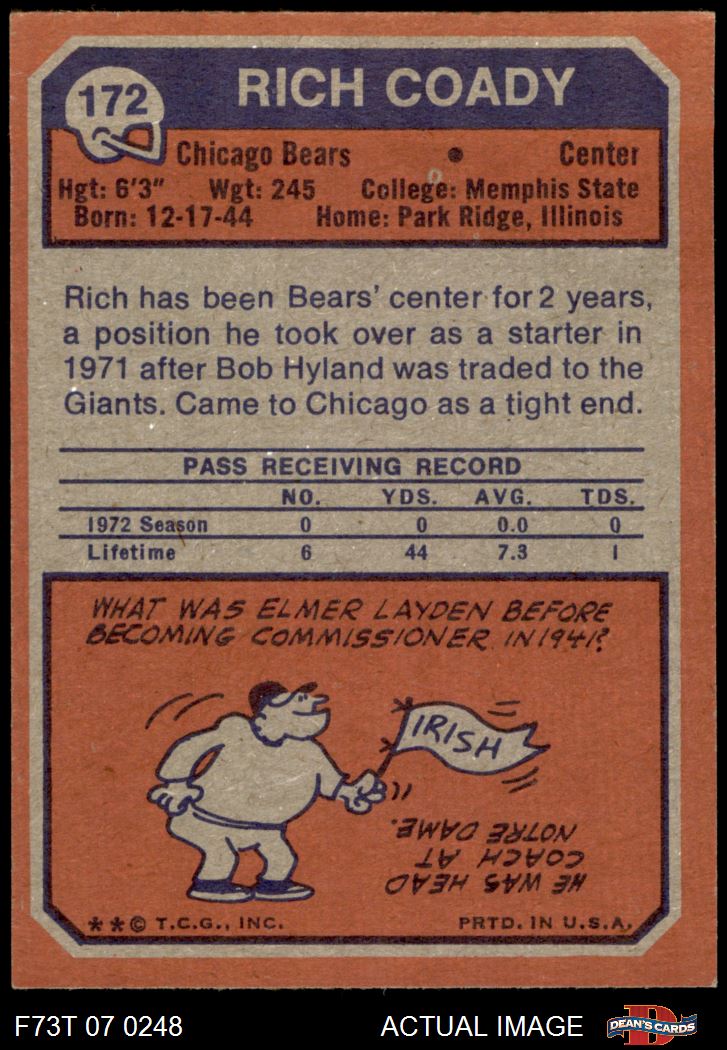 172
RICH COADY
Chicago Bears • Center
Hgt: 6'3" Wgt: 245 College: Memphis State
Born: 12-17-44 Home: Park Ridge, Illinois
Rich has been Bears' center for 2 years,
a position he took over as a starter in
1971 after Bob Hyland was traded to the
Giants. Came to Chicago as a tight end.
PASS RECEIVING RECORD
NO. YDS. AVG. TDS.
1972 Season 0 0 0.0 0
Lifetime 6 44 7.3 1
WHAT WAS ELMER LAYDEN BEFORE
BECOMING COMMISSIONER IN 1941?
IRISH
HE WAS HEAD
COACH AT
NOTRE DAME.
**© T.C.G., INC. PRTD. IN U.S.A.
F73T 07 0248 ACTUAL IMAGE D DEAN'S CARDS